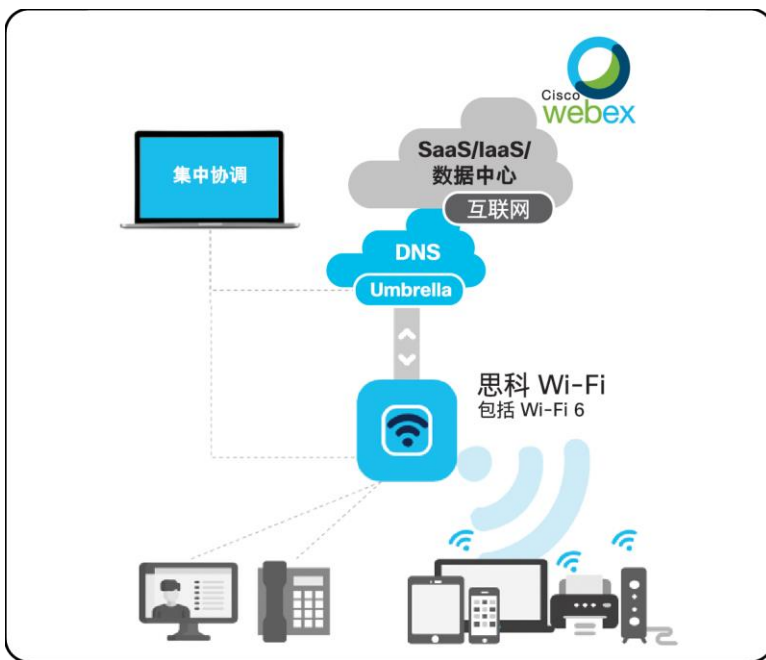 Cisco
webex
SaaS/IaaS/
数据中心
互联网
集中协调
DNS
Umbrella
思科 Wi-Fi
包括 Wi-Fi 6